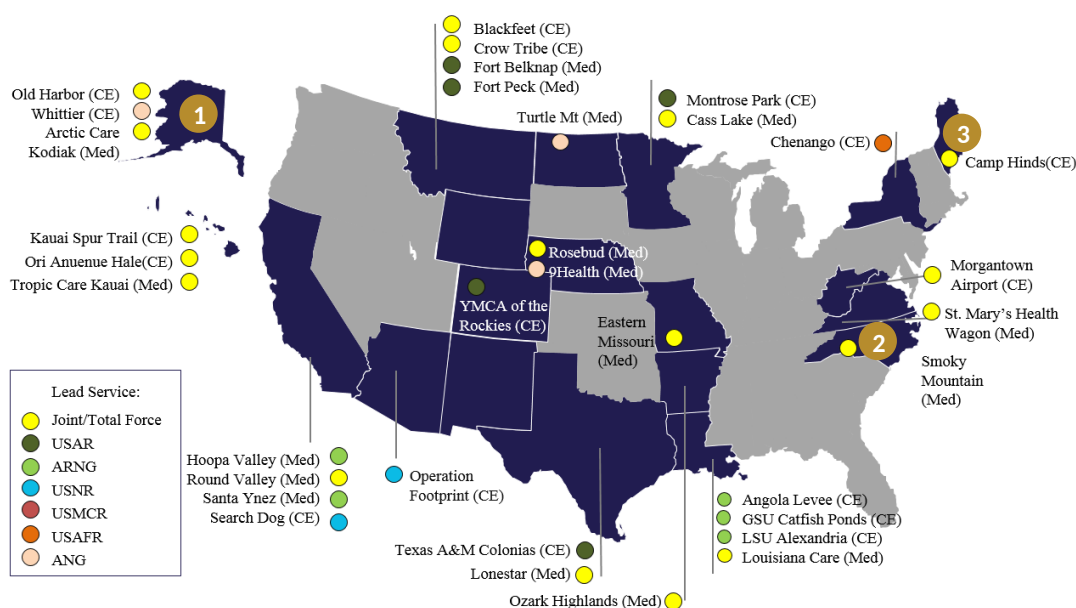 Blackfeet (CE)
Crow Tribe (CE)
Fort Belknap (Med)
Fort Peck (Med)
Old Harbor (CE)
Whittier (CE)
Arctic Care
Kodiak (Med)
1
Turtle Mt (Med)
Montrose Park (CE)
Cass Lake (Med)
Chenango (CE)
3
Camp Hinds(CE)
Kauai Spur Trail (CE)
Ori Anuenue Hale(CE)
Tropic Care Kauai (Med)
Rosebud (Med)
9Health (Med)
YMCA of the
Rockies (CE)
Eastern
Missouri
(Med)
Morgantown
Airport (CE)
St. Mary's Health
Wagon (Med)
2
Smoky
Mountain
(Med)
Lead Service:
Joint/Total Force
USAR
ARNG
USNR
USMCR
USAFR
ANG
Hoopa Valley (Med)
Round Valley (Med)
Santa Ynez (Med)
Search Dog (CE)
Operation
Footprint (CE)
Texas A&M Colonias (CE)
Lonestar (Med)
Ozark Highlands (Med)
Angola Levee (CE)
GSU Catfish Ponds (CE)
LSU Alexandria (CE)
Louisiana Care (Med)